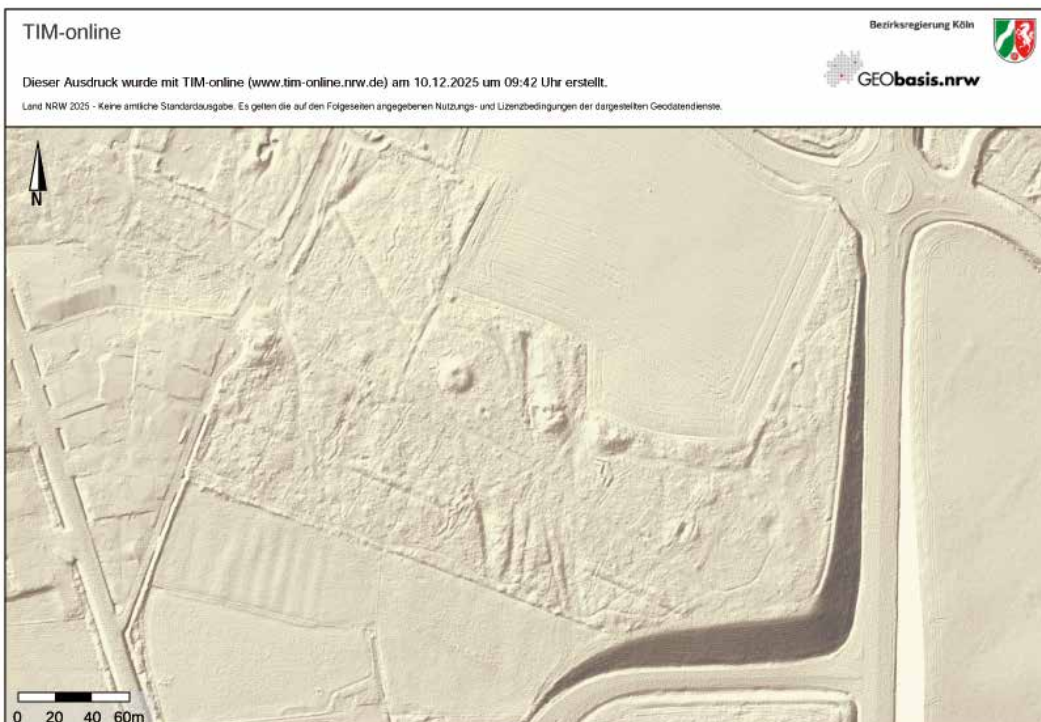 TIM-online
Bezirksregierung Köln
GEObasis.nrw
Dieser Ausdruck wurde mit TIM-online (www.tim-online.nrw.de) am 10.12.2025 um 09:42 Uhr erstellt.
Land NRW 2025 - Keine amtliche Standardausgabe. Es gelten die auf den Folgeseiten angegebenen Nutzungs- und Lizenzbedingungen der dargestellten Geodatendienste.
N
0 20 40 60m